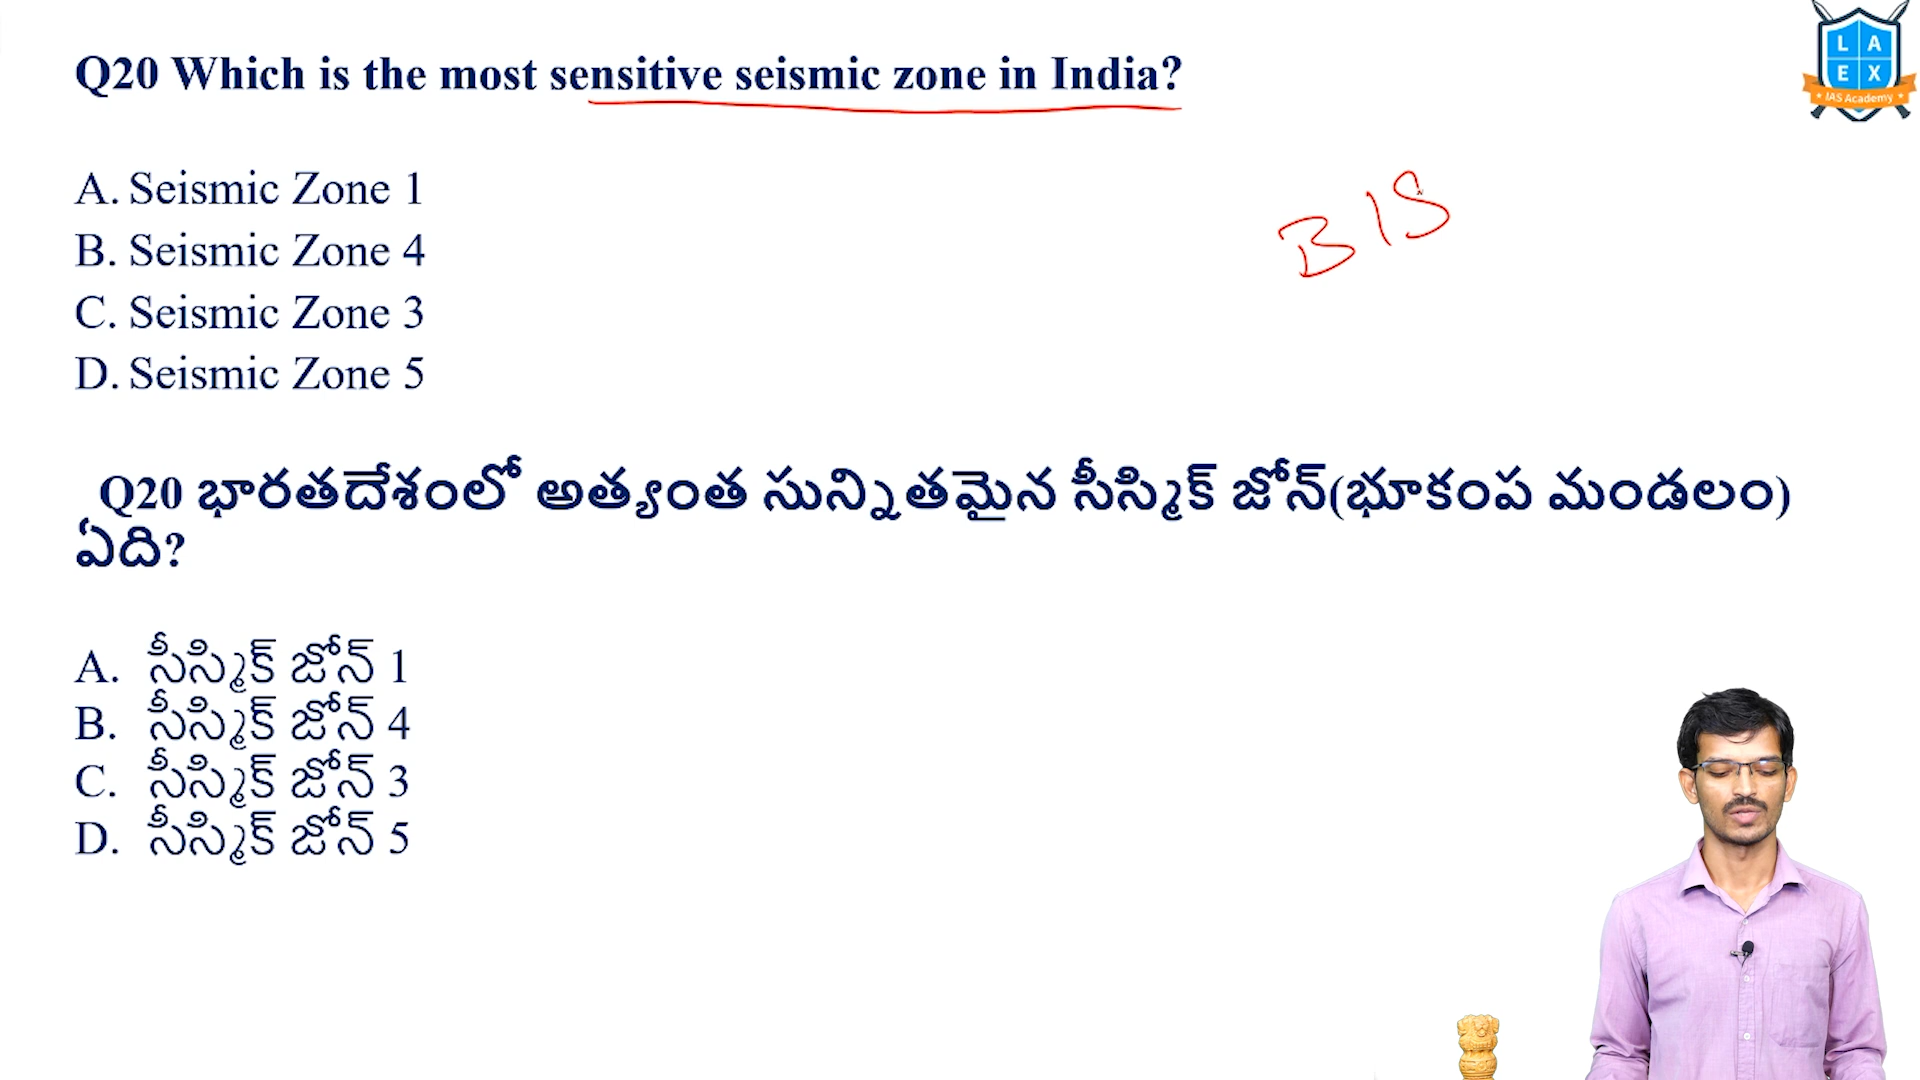 Q20 Which is the most sensitive seismic zone in India?
L A
E X
IAS Academy
A. Seismic Zone 1
B. Seismic Zone 4
C. Seismic Zone 3
D. Seismic Zone 5
BIS
Q20 భారతదేశంలో అత్యంత సున్నితమైన సీస్మిక్ జోన్(భూకంప మండలం)
ఏది?
A. సీస్మిక్ జోన్ 1
B. సీస్మిక్ జోన్ 4
C. సీస్మిక్ జోన్ 3
D. సీస్మిక్ జోన్ 5